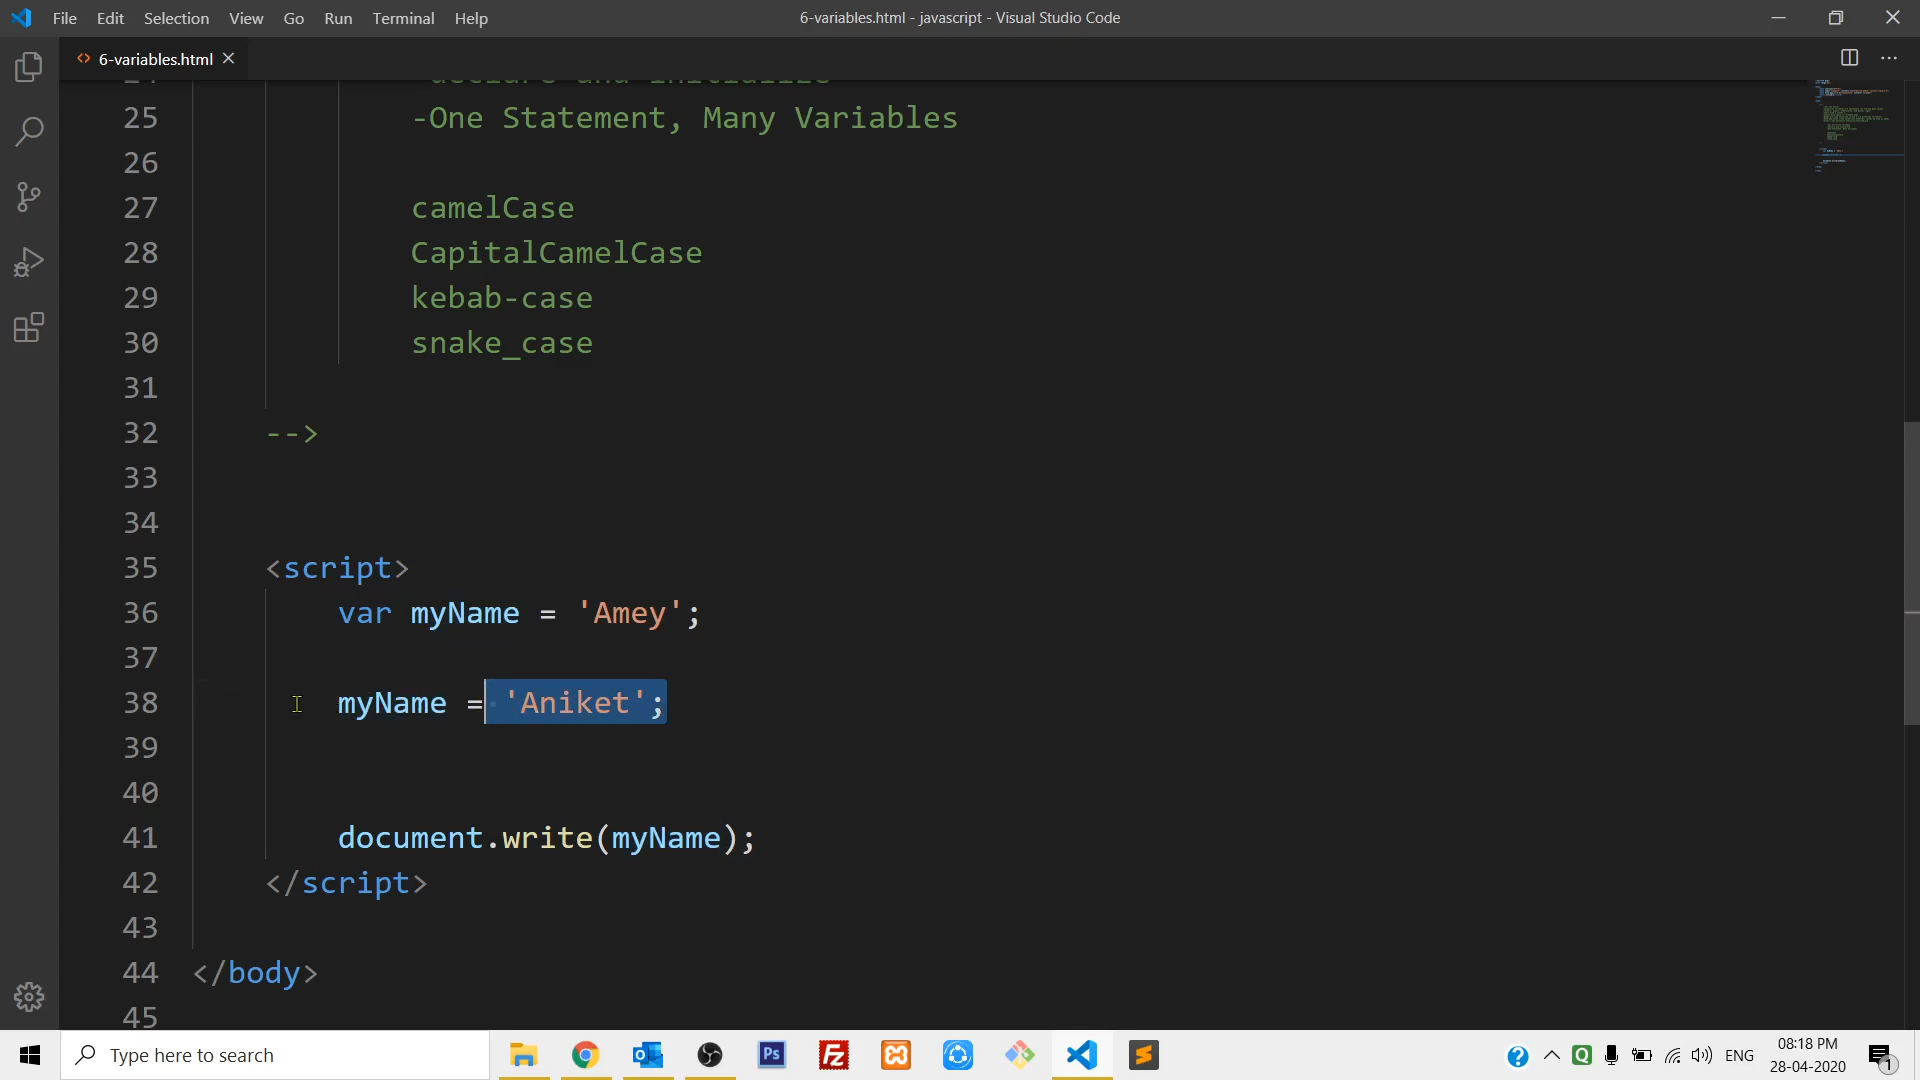 File Edit Selection View Go Run Terminal Help
6-variables.html - javascript - Visual Studio Code
6-variables.html
25 -One Statement, Many Variables
26
27 camelCase
28 CapitalCamelCase
29 kebab-case
30 snake_case
31
32 -->
33
34
35 <script>
36 var myName = 'Amey';
37
38 myName = 'Aniket';
39
40
41 document.write(myName);
42 </script>
43
44 </body>
45
Type here to search
Ps
Fz
ENG
08:18 PM
28-04-2020
1